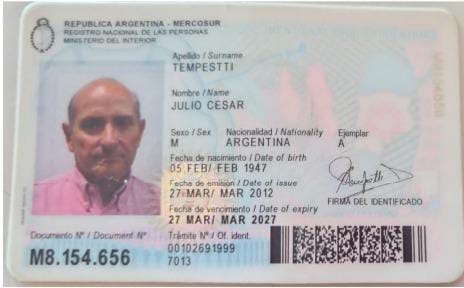 REPUBLICA ARGENTINA - MERCOSUR
REGISTRO NACIONAL DE LAS PERSONAS
MINISTERIO DEL INTERIOR
Apellido / Surname
TEMPESTTI
Nombre / Name
JULIO CESAR
Sexo / Sex Nacionalidad / Nationality Ejemplar
M ARGENTINA A
Fecha de nacimiento / Date of birth
05 FEB/ FEB 1947
Fecha de emisión / Date of issue
27 MAR/ MAR 2012
FIRMA DEL IDENTIFICADO
Fecha de vencimiento / Date of expiry
27 MAR/ MAR 2027
Documento Nº / Document Nº Trámite Nº / Of. ident.
M8.154.656 00102691999
7013